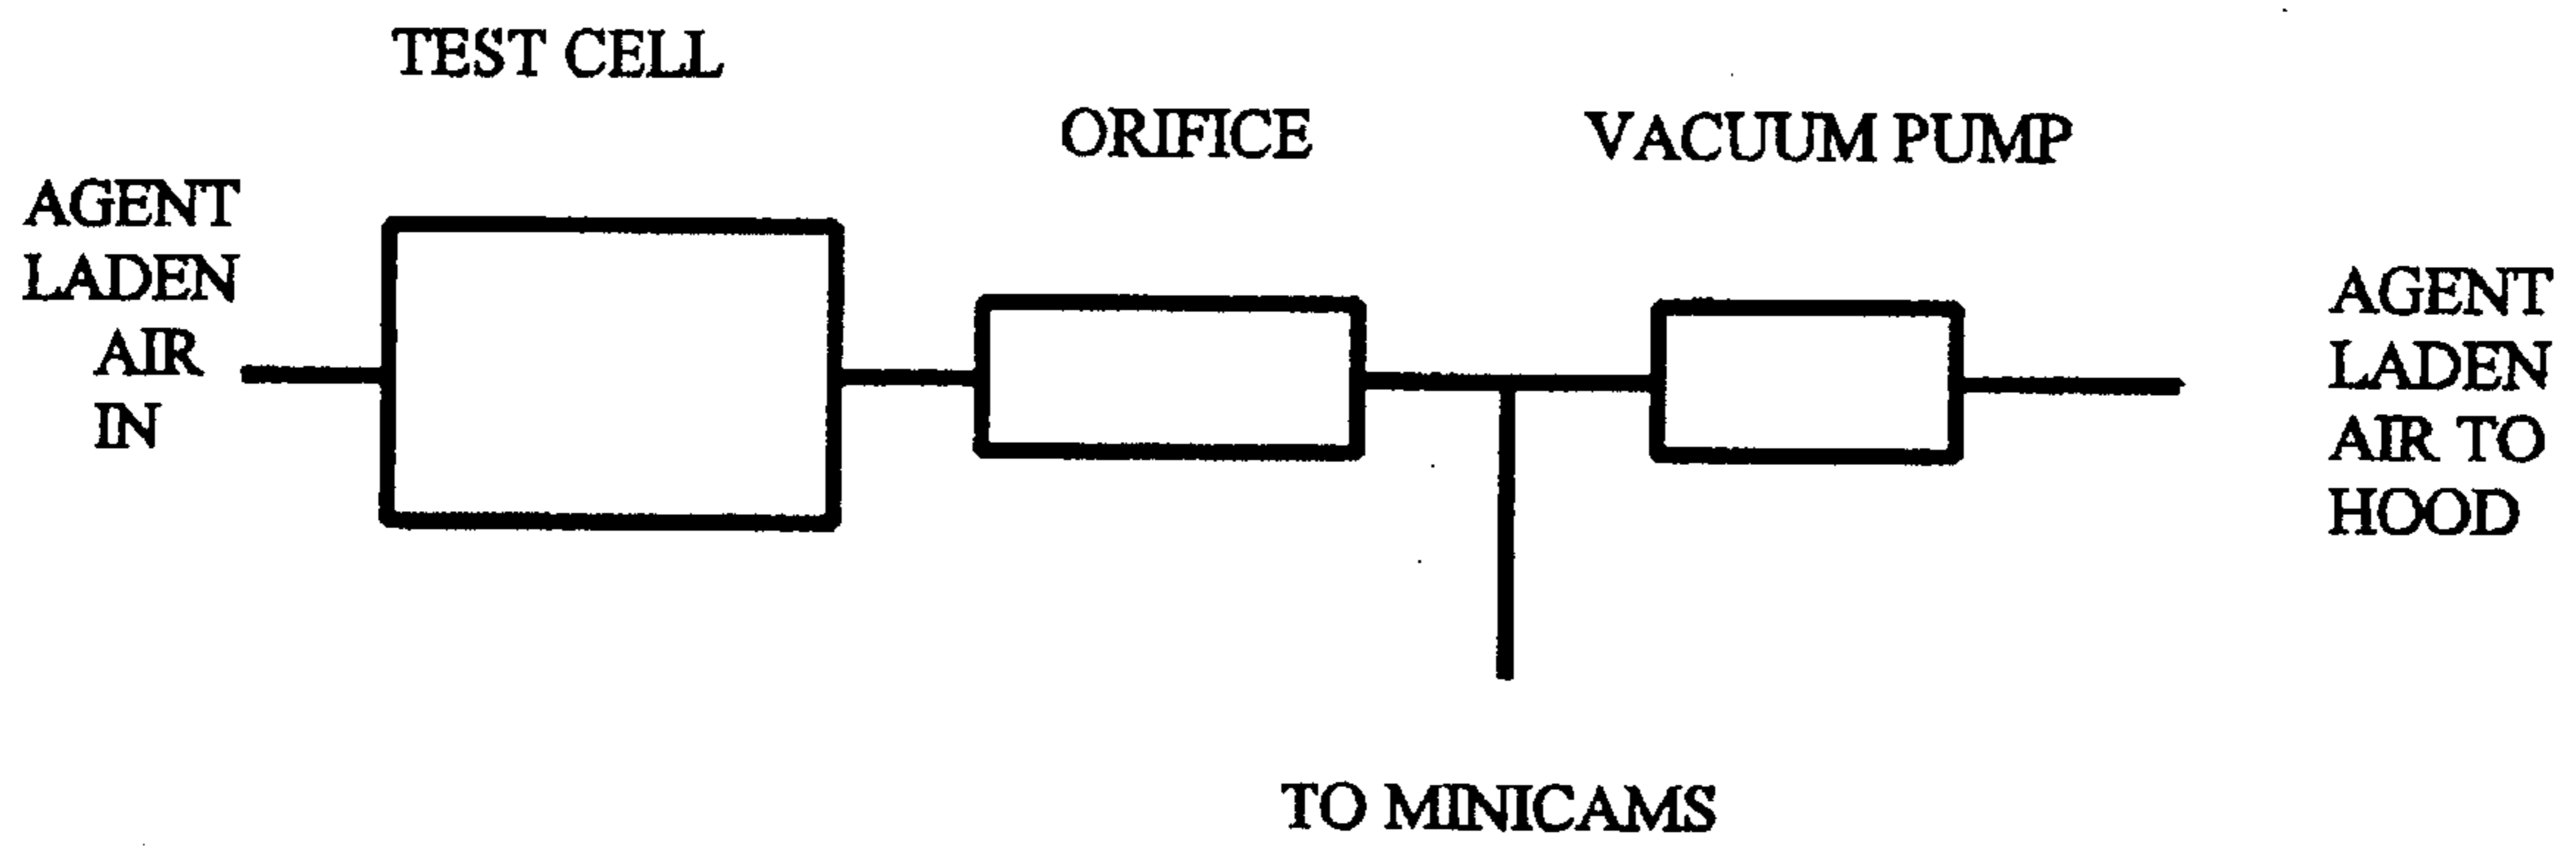 TEST CELL
ORIFICE
VACUUM PUMP
AGENT
LADEN
AIR
IN
AGENT
LADEN
AIR TO
HOOD
TO MINICAMS